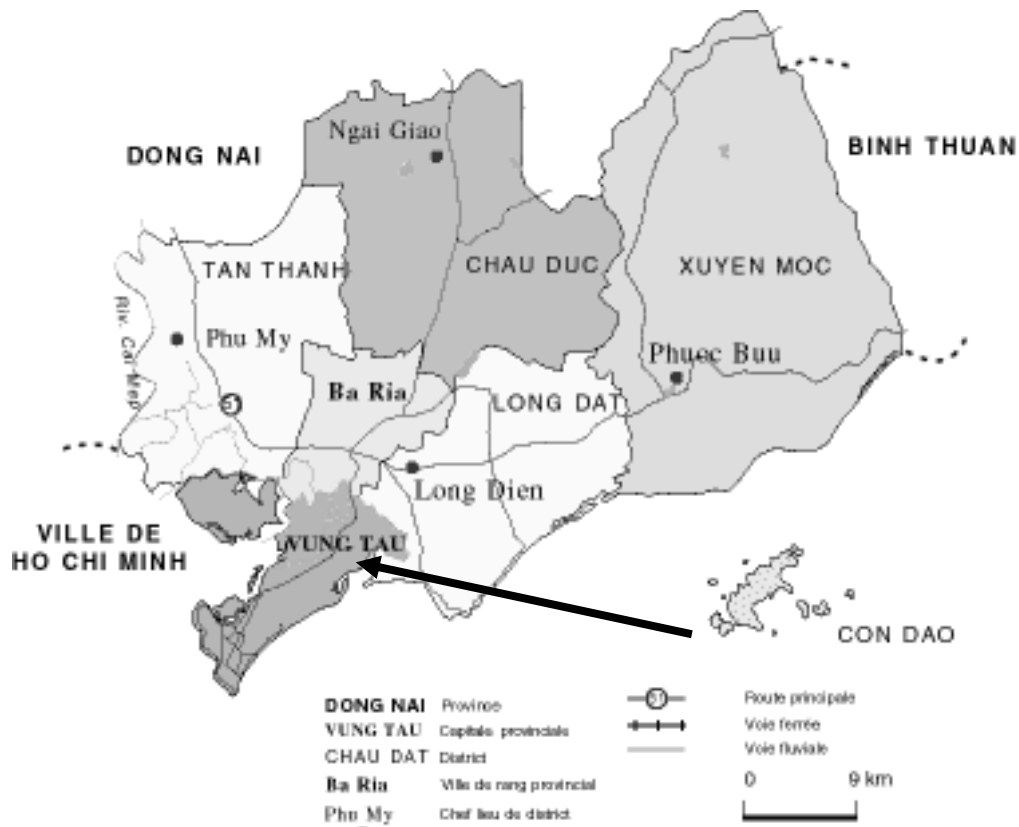 Ngai Giao
DONG NAI
BINH THUAN
TAN THANH
CHAU DUC
XUYEN MOC
Riv. Cai Mep
Phu My
Phuoc Buu
Ba Ria
LONG DAT
51
Long Dien
VILLE DE
HO CHI MINH
VUNG TAU
CON DAO
DONG NAI Province
VUNG TAU Capitale provinciale
CHAU DAT District
Ba Ria Ville de rang provincial
Phu My Chef lieu de district
51 Route principale
Voie ferrée
Voie fluviale
0 9 km